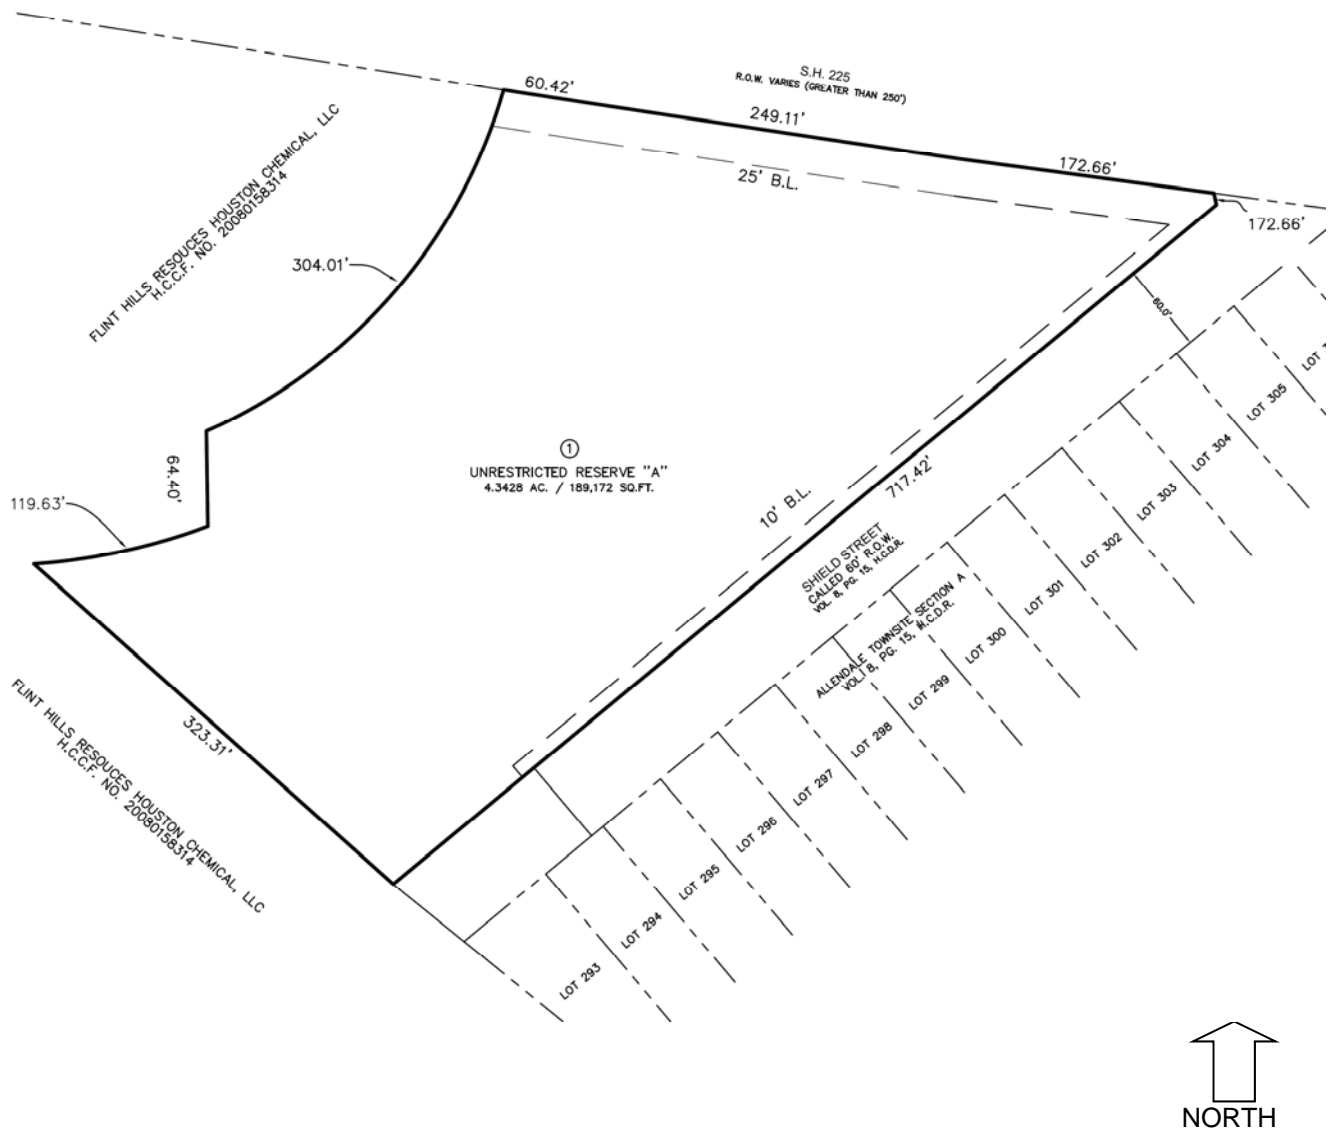 60.42'
S.H. 225
R.O.W. VARIES (GREATER THAN 250')
249.11'
172.66'
25' B.L.
172.66'
FLINT HILLS RESOUCES HOUSTON CHEMICAL, LLC
H.C.C.F. NO. 20080158314
304.01'
60.0'
LOT 305
LOT 304
LOT 303
LOT 302
LOT 301
LOT 300
LOT 299
LOT 298
LOT 297
LOT 296
LOT 295
LOT 294
LOT 293
1
UNRESTRICTED RESERVE "A"
4.3428 AC. / 189,172 SQ.FT.
64.40'
119.63'
717.42'
10' B.L.
SHIELD STREET
CALLED 60' R.O.W.
VOL. 8, PG. 15, H.C.D.R.
ALLENDALE TOWNSITE SECTION A
VOL. 8, PG. 15, H.C.D.R.
323.31'
FLINT HILLS RESOUCES HOUSTON CHEMICAL, LLC
H.C.C.F. NO. 20080158314
NORTH